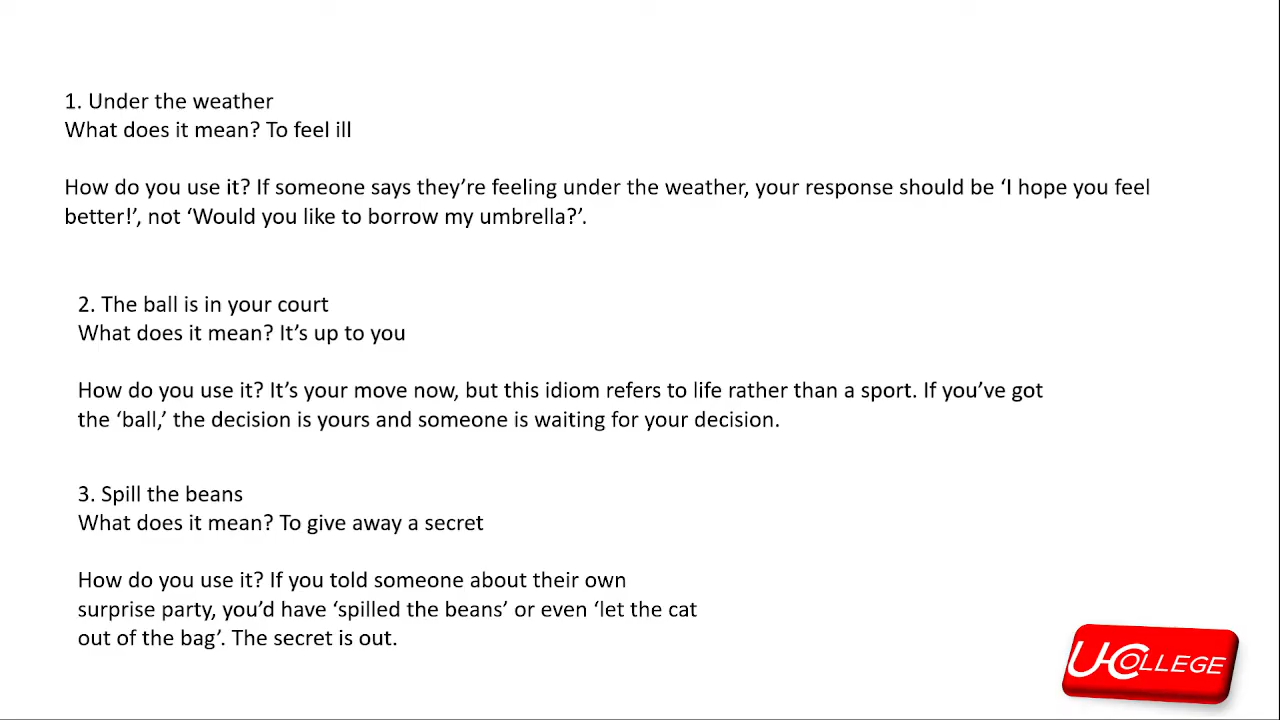 1. Under the weather
What does it mean? To feel ill
How do you use it? If someone says they’re feeling under the weather, your response should be ‘I hope you feel
better!’, not ‘Would you like to borrow my umbrella?’.
2. The ball is in your court
What does it mean? It’s up to you
How do you use it? It’s your move now, but this idiom refers to life rather than a sport. If you’ve got
the ‘ball,’ the decision is yours and someone is waiting for your decision.
3. Spill the beans
What does it mean? To give away a secret
How do you use it? If you told someone about their own
surprise party, you’d have ‘spilled the beans’ or even ‘let the cat
out of the bag’. The secret is out.
U-COLLEGE